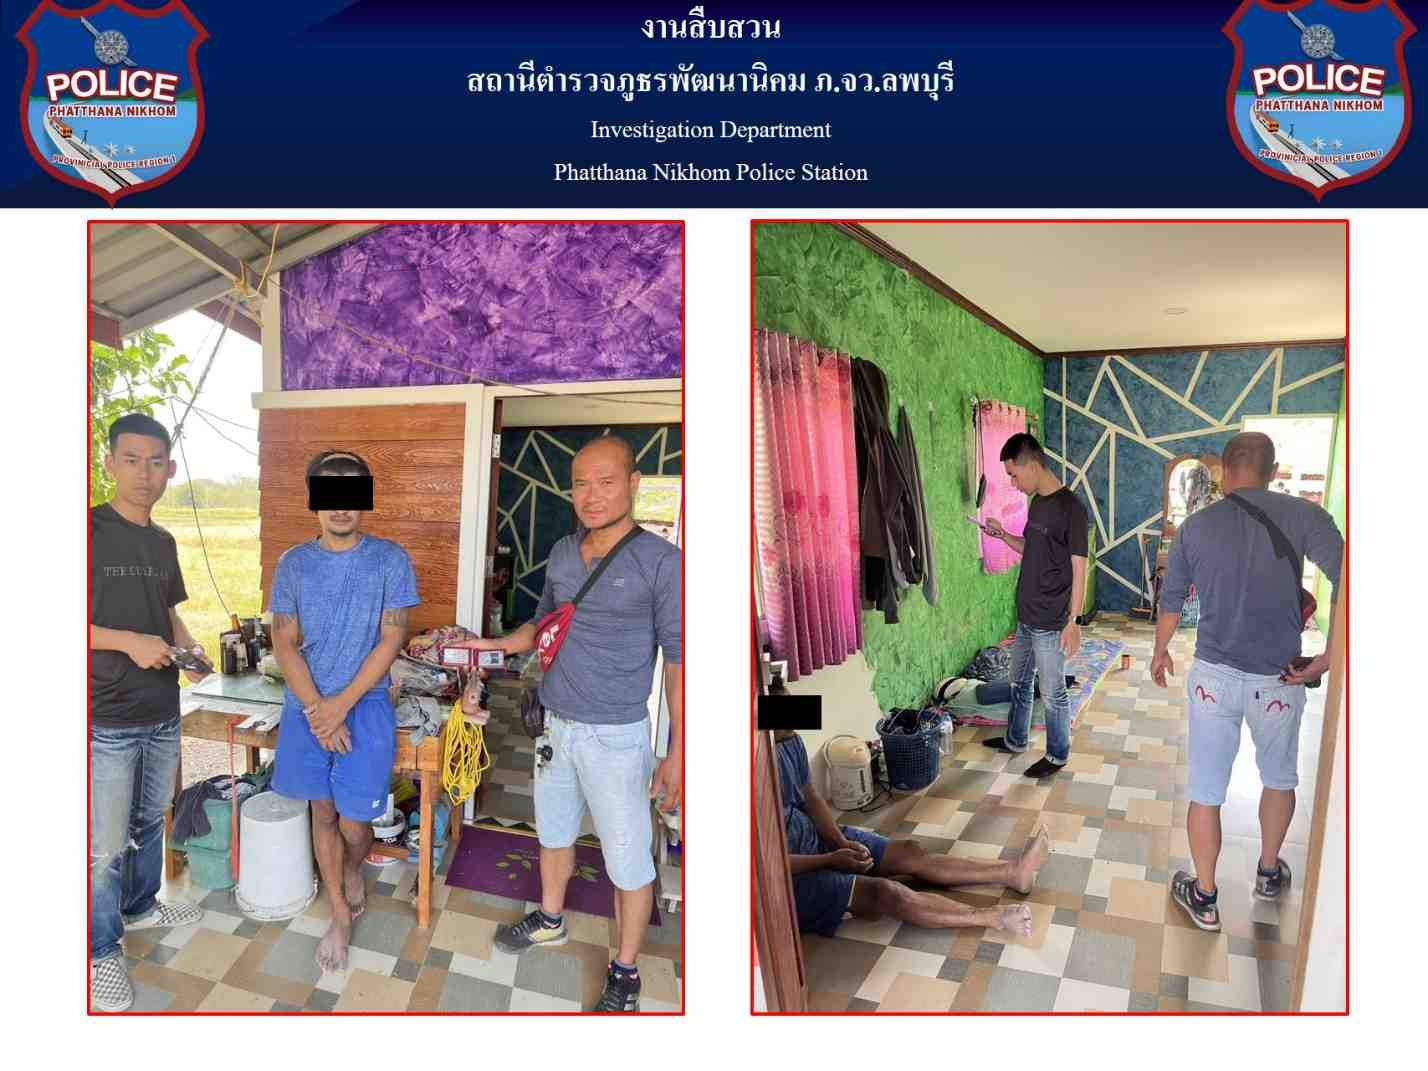 งานสืบสวน
สถานีตำรวจภูธรพัฒนานิคม ภ.จว.ลพบุรี
Investigation Department
Phatthana Nikhom Police Station
POLICE
PHATTHANA NIKHOM
PROVINICIAL POLICE REGION 1
POLICE
PHATTHANA NIKHOM
PROVINICIAL POLICE REGION 1